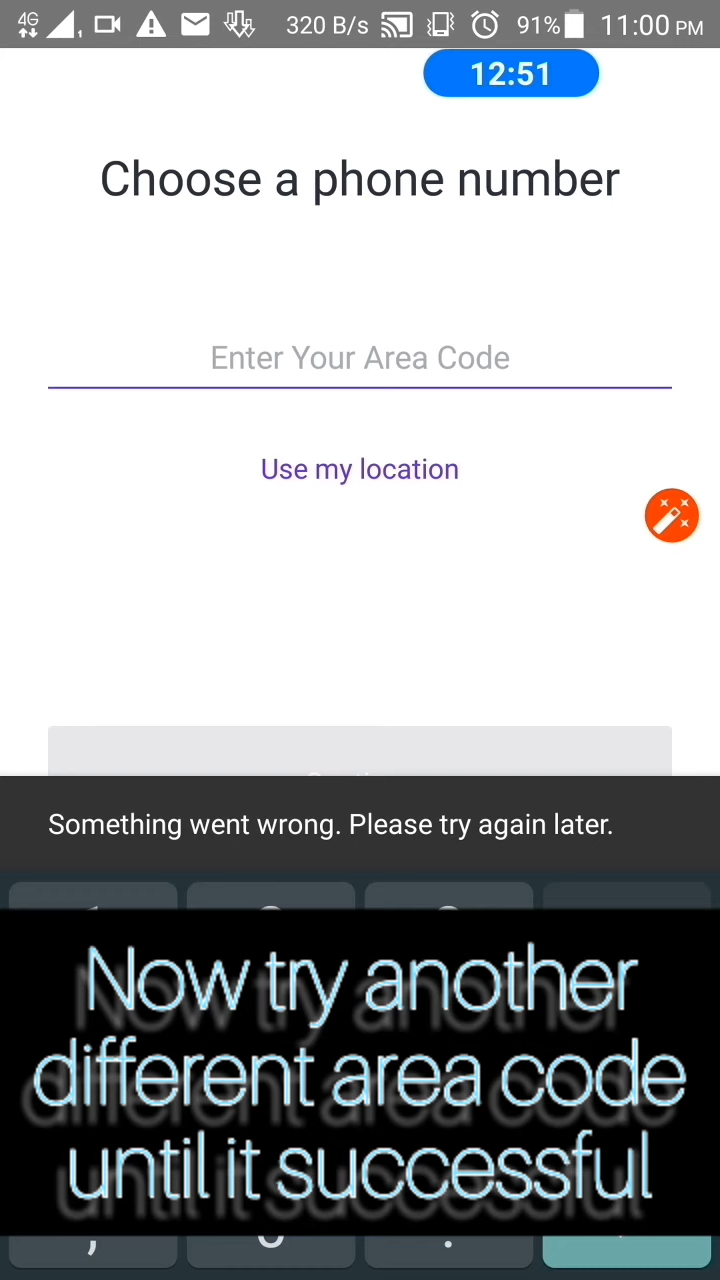 4G 320 B/s 91% 11:00 PM
12:51
Choose a phone number
Enter Your Area Code
Use my location
Something went wrong. Please try again later.
Now try another
different area code
until it successful